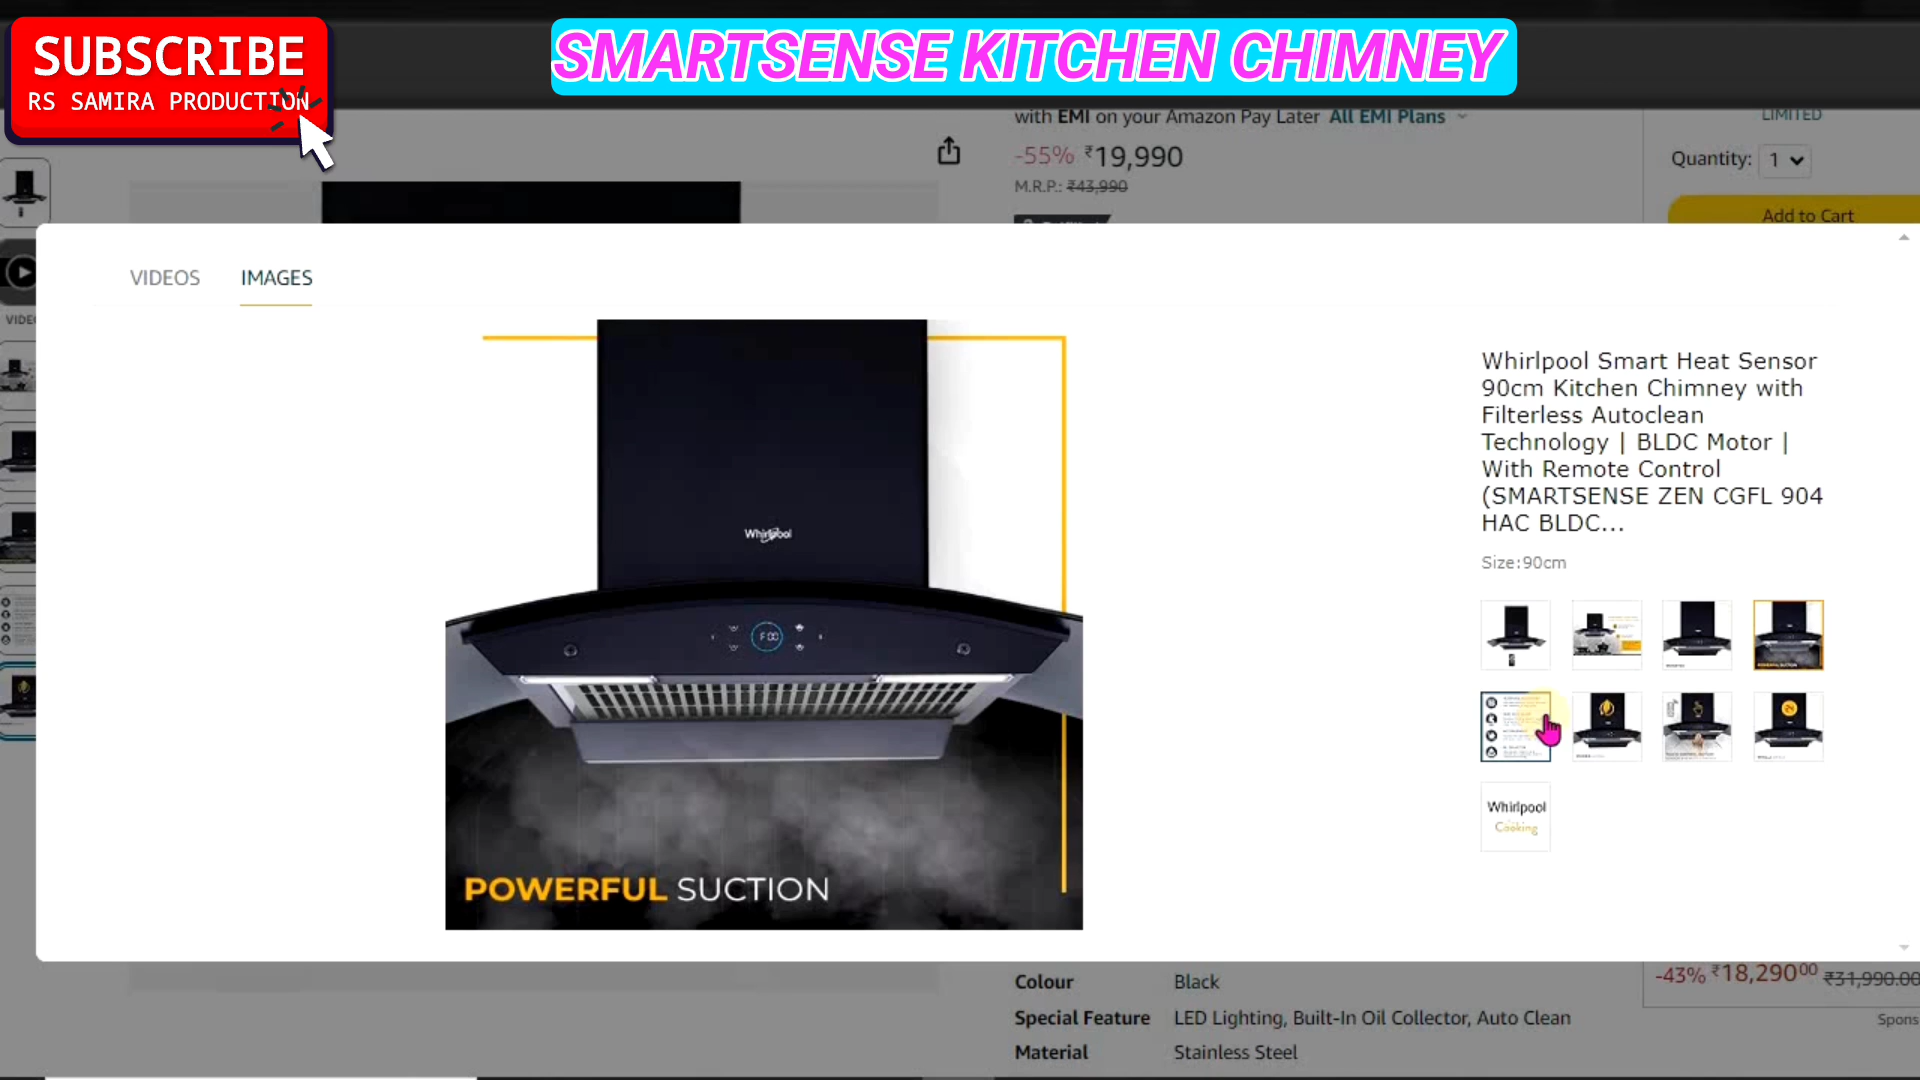 SUBSCRIBE
RS SAMIRA PRODUCTION
SMARTSENSE KITCHEN CHIMNEY
with EMI on your Amazon Pay Later All EMI Plans
-55% ₹19,990
M.R.P.: ₹43,990
LIMITED
Quantity: 1
Add to Cart
VIDEOS IMAGES
Whirlpool
POWERFUL SUCTION
Whirlpool Smart Heat Sensor
90cm Kitchen Chimney with
Filterless Autoclean
Technology | BLDC Motor |
With Remote Control
(SMARTSENSE ZEN CGFL 904
HAC BLDC...
Size:90cm
Whirlpool
Cooking
-43% ₹18,290⁰⁰ ₹31,990.00
Spons
Colour Black
Special Feature LED Lighting, Built-In Oil Collector, Auto Clean
Material Stainless Steel